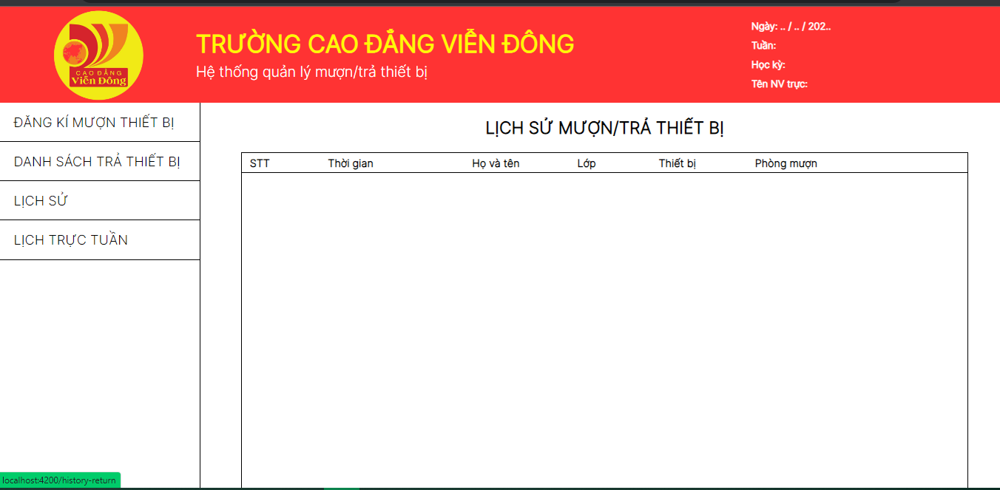 CAO ĐẲNG
Viễn Đông
TRƯỜNG CAO ĐẲNG VIỄN ĐÔNG
Hệ thống quản lý mượn/trả thiết bị
Ngày: .. / .. / 202..
Tuần:
Học kỳ:
Tên NV trực:
ĐĂNG KÍ MƯỢN THIẾT BỊ
DANH SÁCH TRẢ THIẾT BỊ
LỊCH SỬ
LỊCH TRỰC TUẦN
LỊCH SỬ MƯỢN/TRẢ THIẾT BỊ
STT Thời gian Họ và tên Lớp Thiết bị Phòng mượn
localhost:4200/history-return